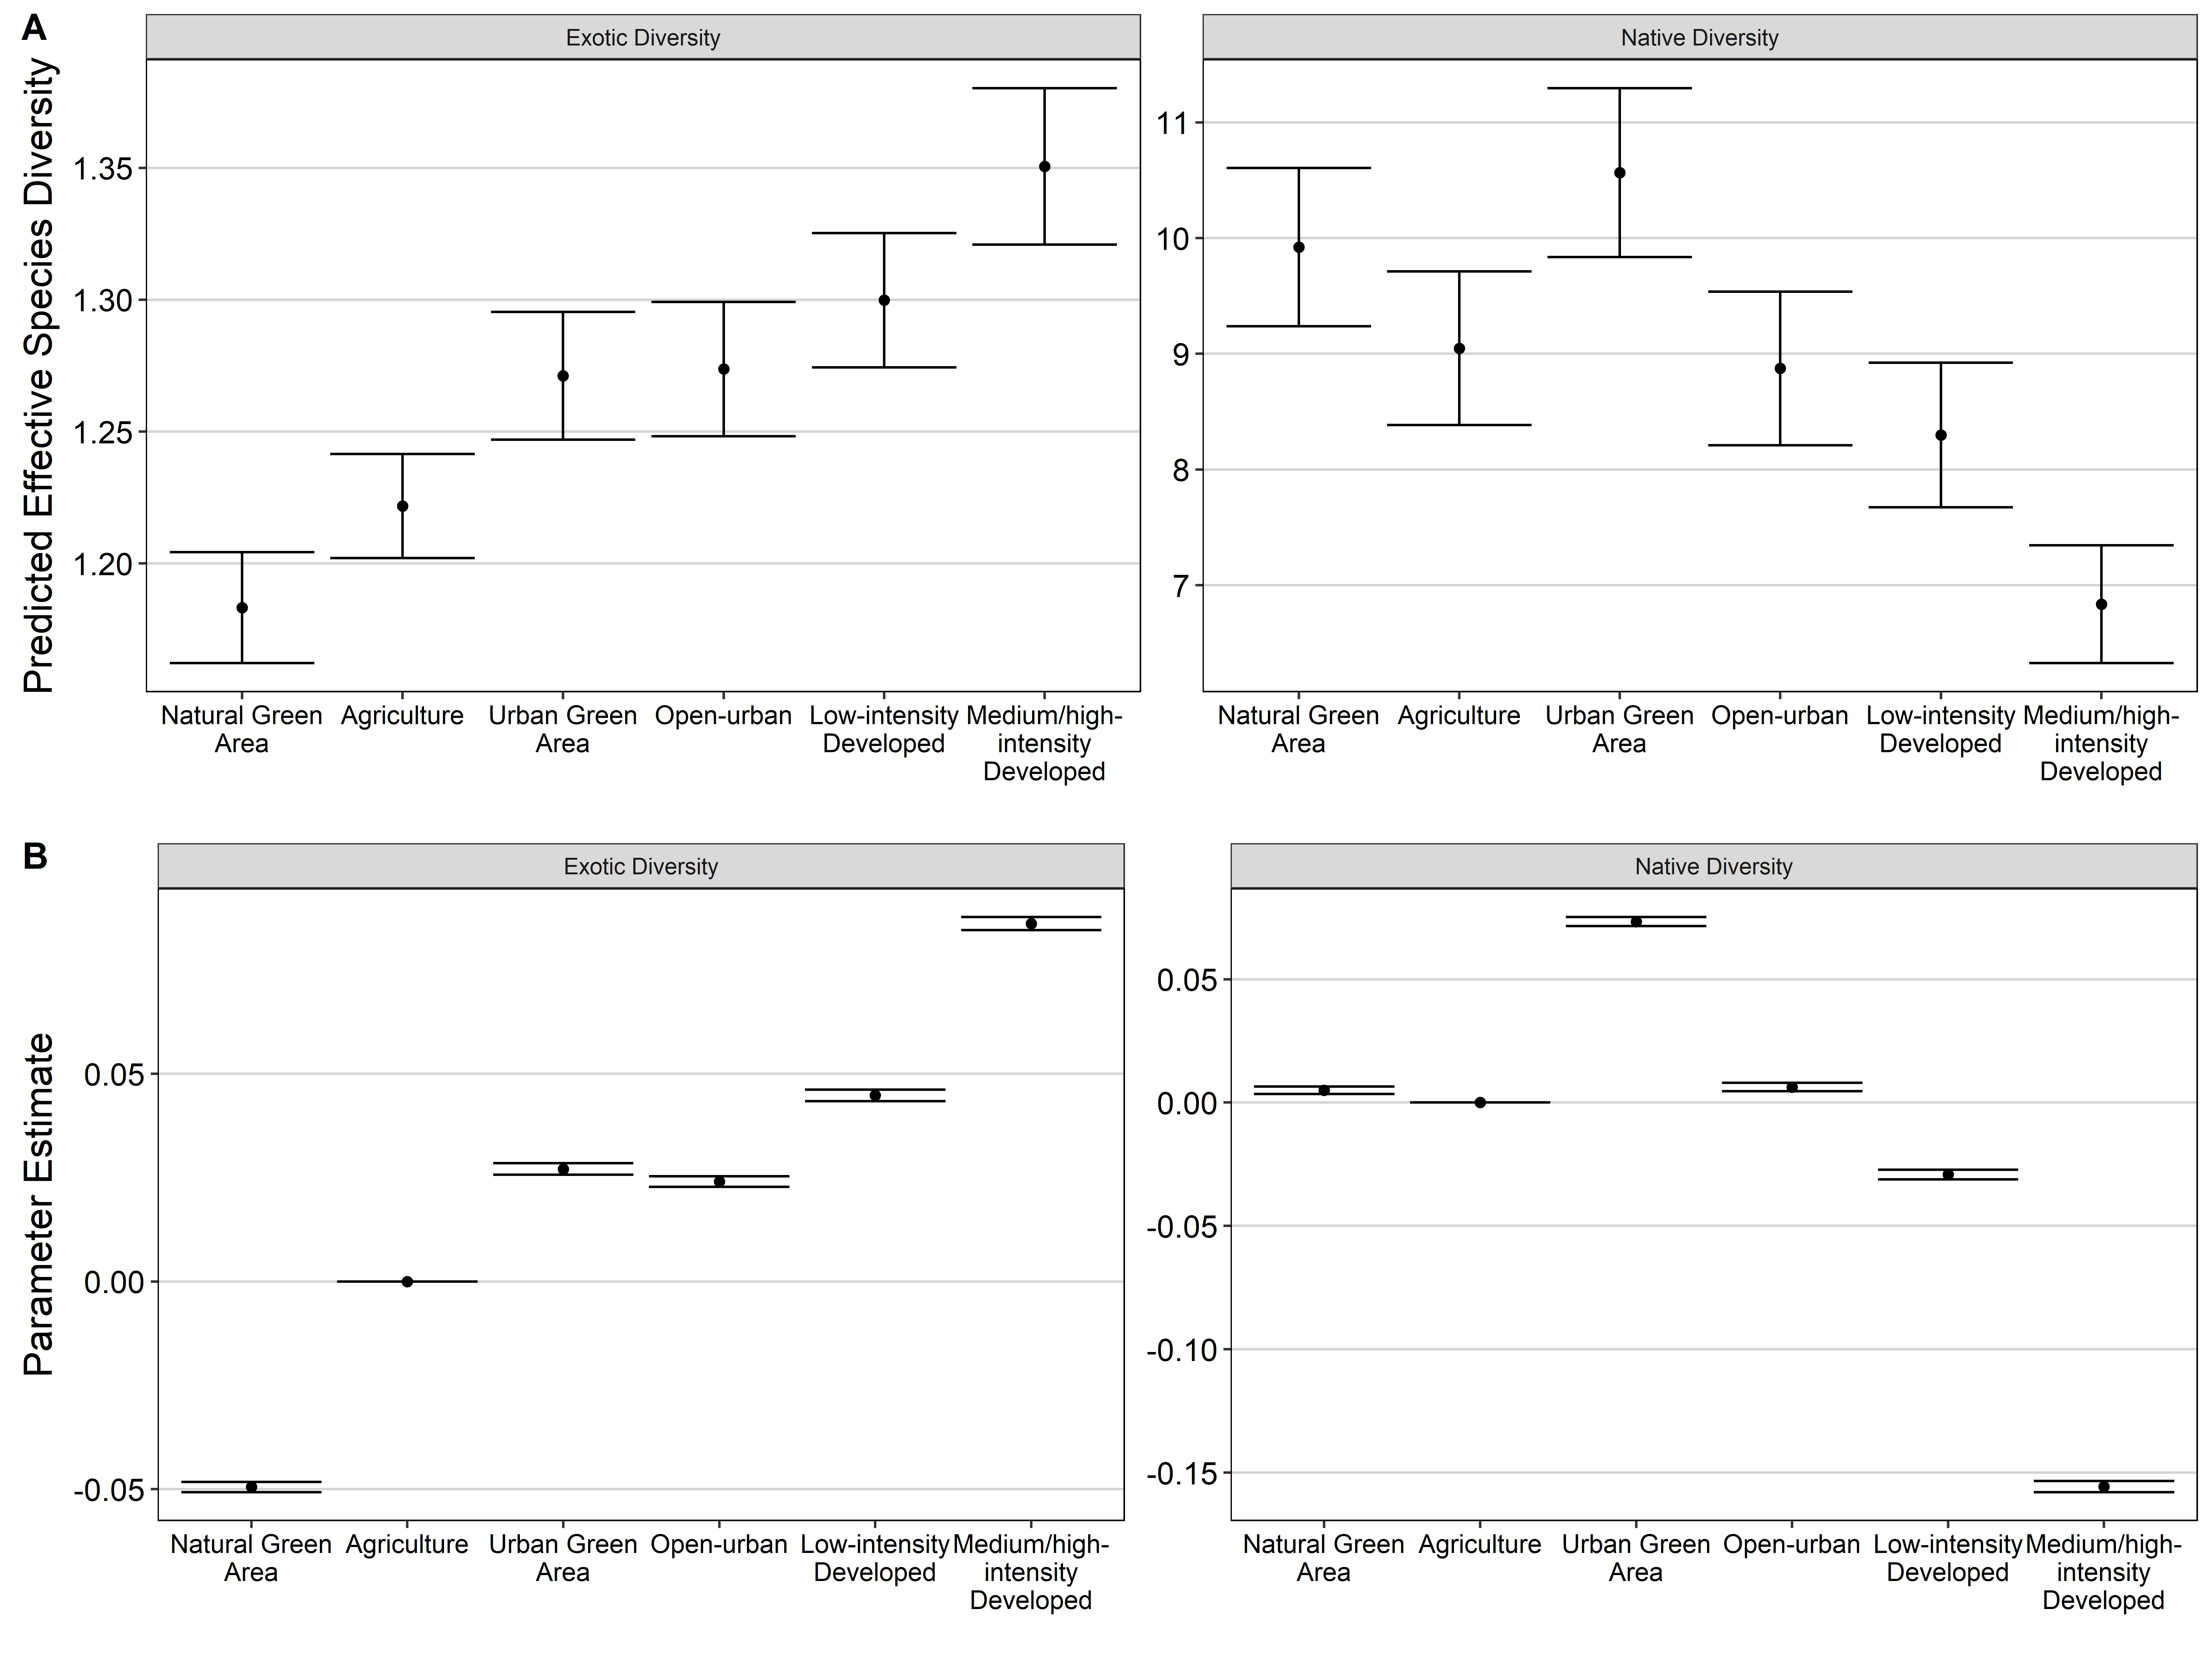 A
Exotic Diversity
Native Diversity
Predicted Effective Species Diversity
1.35
1.30
1.25
1.20
11
10
9
8
7
Natural Green
Area
Agriculture
Urban Green
Area
Open-urban
Low-intensity
Developed
Medium/high-
intensity
Developed
Natural Green
Area
Agriculture
Urban Green
Area
Open-urban
Low-intensity
Developed
Medium/high-
intensity
Developed
B
Exotic Diversity
Native Diversity
Parameter Estimate
0.05
0.00
-0.05
0.05
0.00
-0.05
-0.10
-0.15
Natural Green
Area
Agriculture
Urban Green
Area
Open-urban
Low-intensity
Developed
Medium/high-
intensity
Developed
Natural Green
Area
Agriculture
Urban Green
Area
Open-urban
Low-intensity
Developed
Medium/high-
intensity
Developed